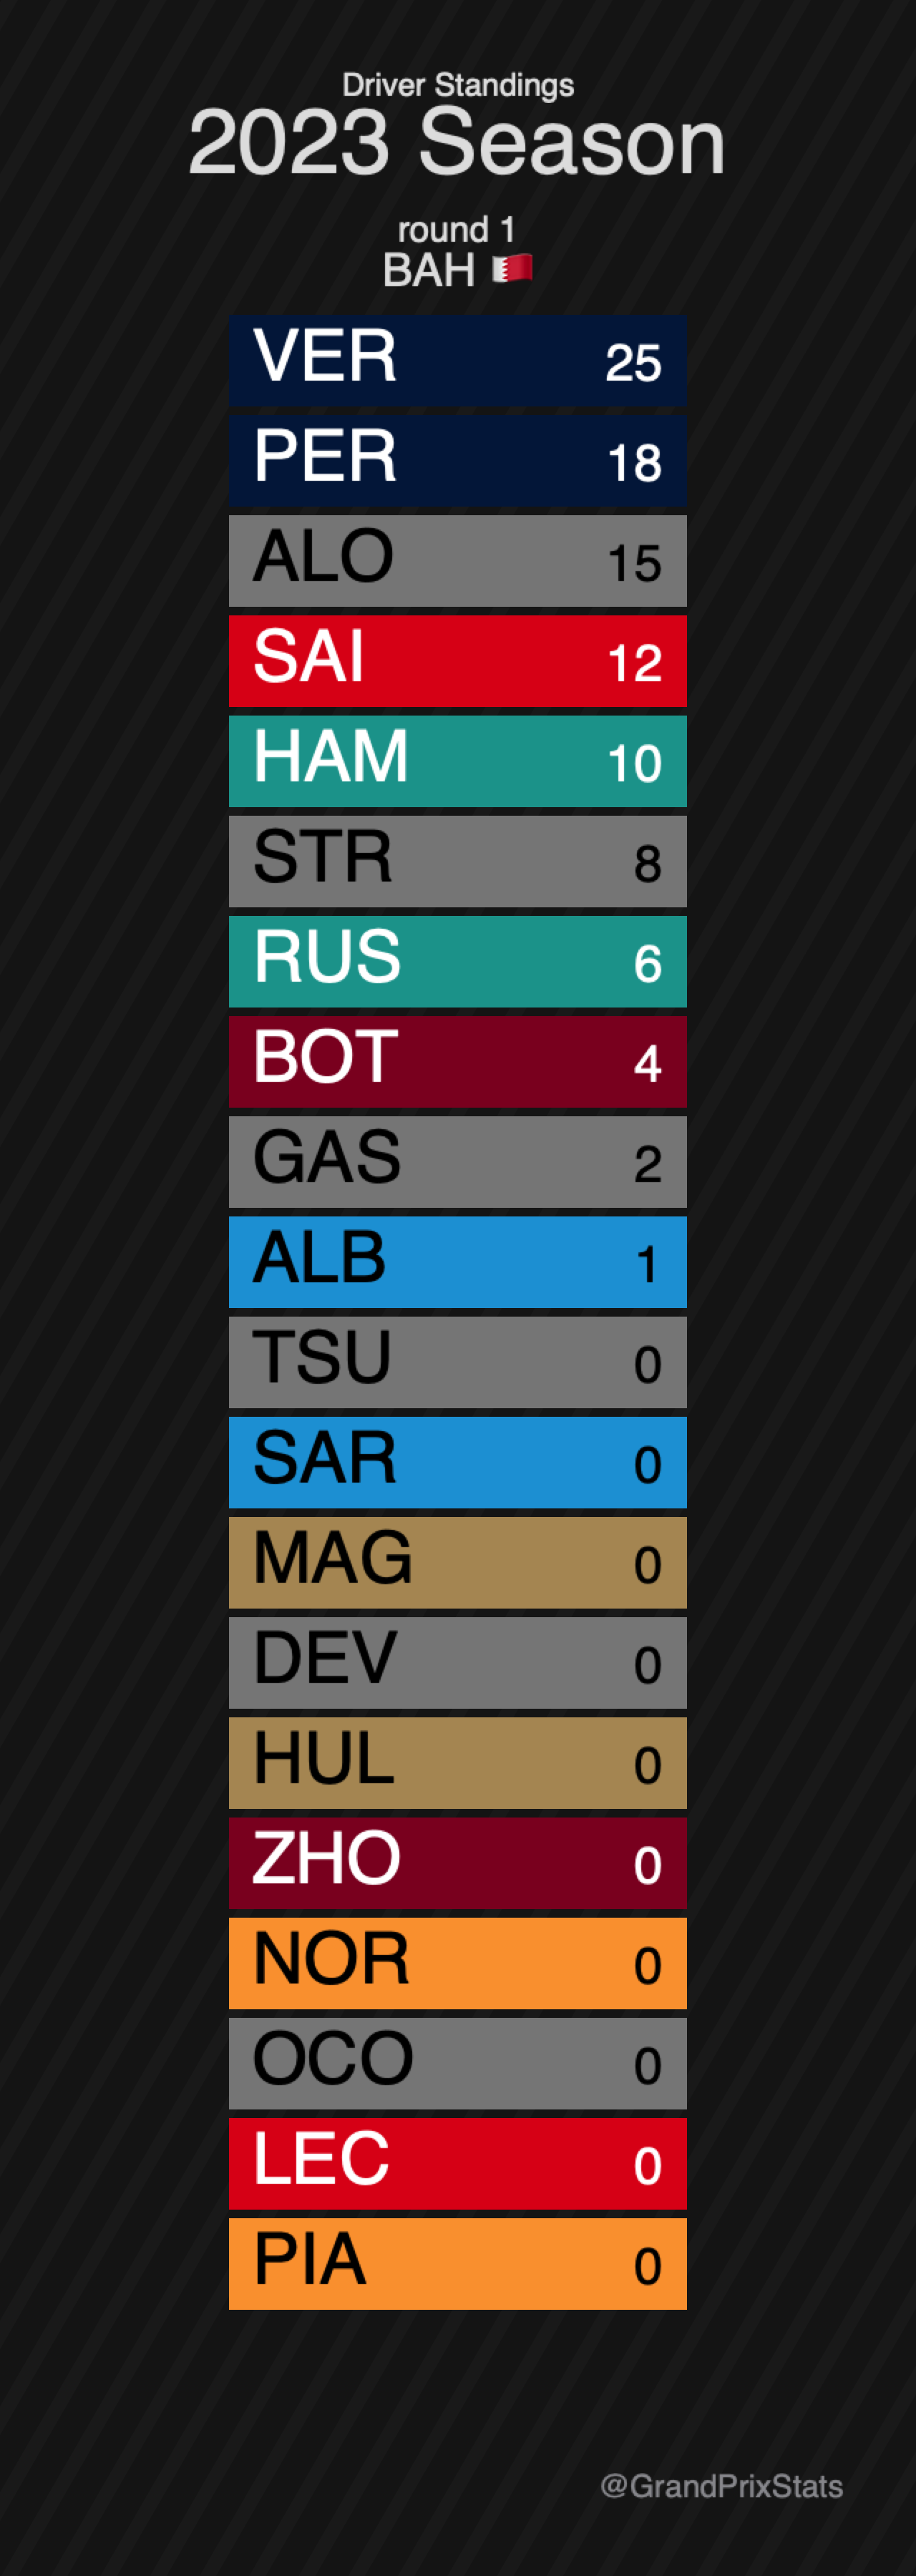 Driver Standings
2023 Season
round 1
BAH
VER 25
PER 18
ALO 15
SAI 12
HAM 10
STR 8
RUS 6
BOT 4
GAS 2
ALB 1
TSU 0
SAR 0
MAG 0
DEV 0
HUL 0
ZHO 0
NOR 0
OCO 0
LEC 0
PIA 0
@GrandPrixStats